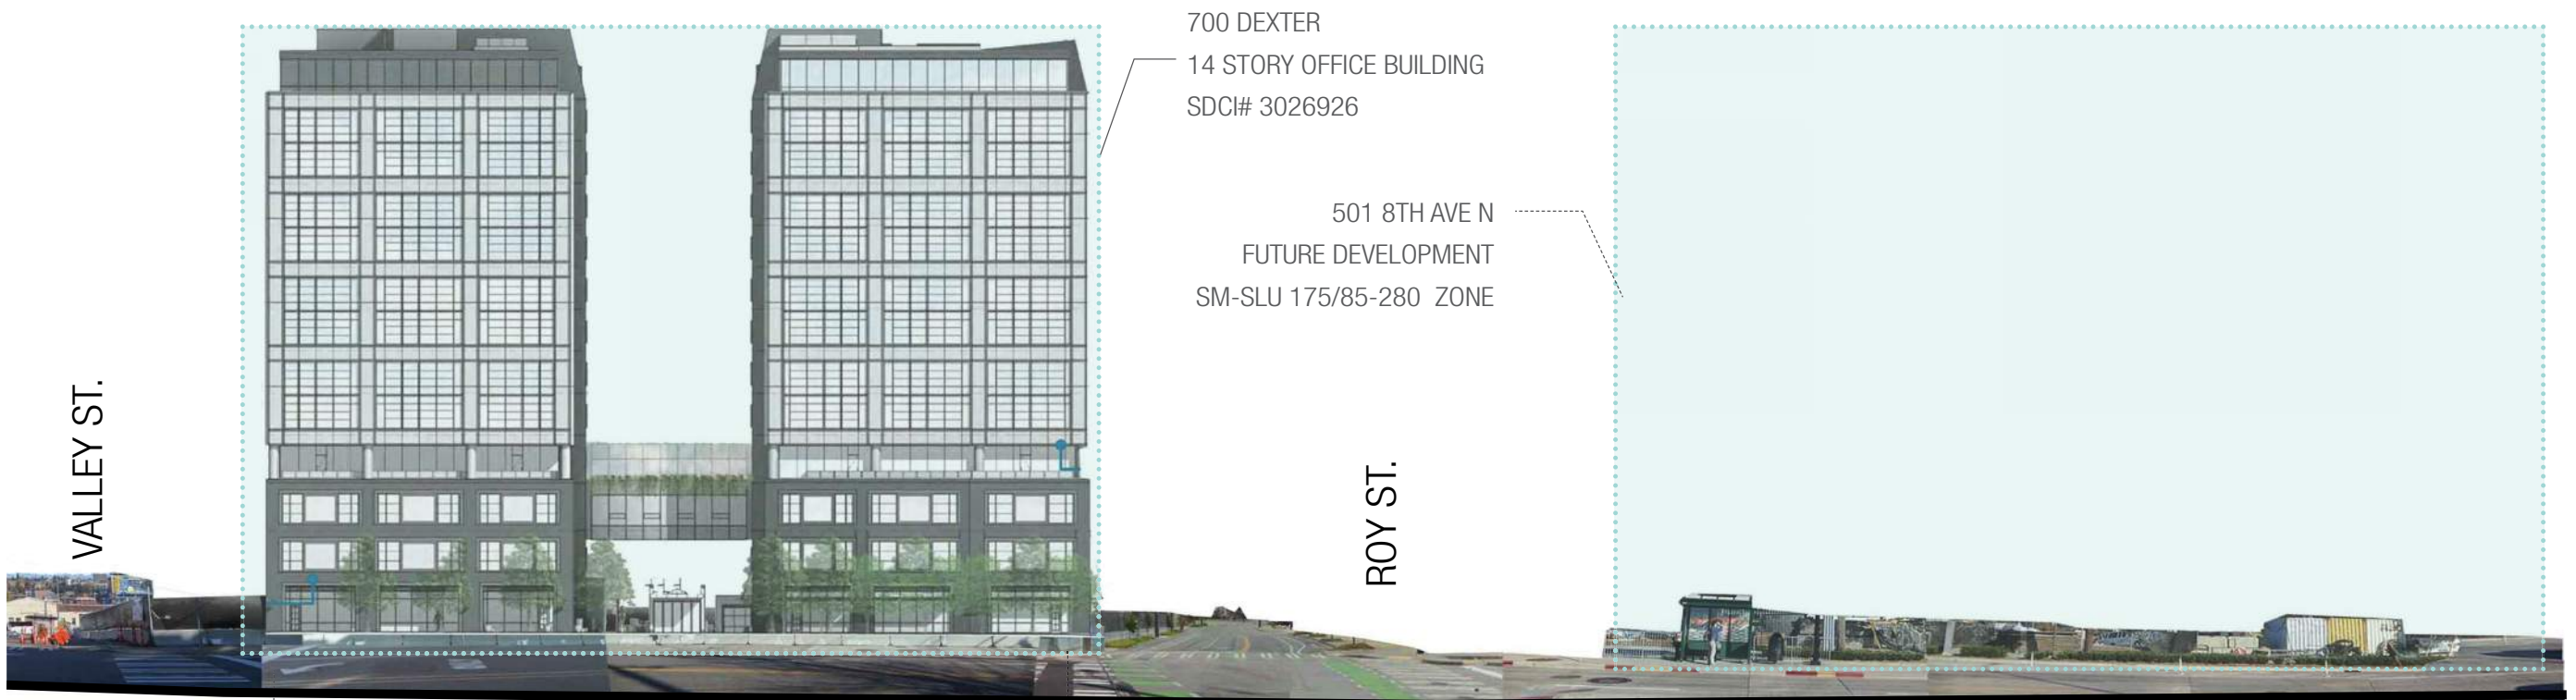 700 DEXTER
14 STORY OFFICE BUILDING
SDCI# 3026926
501 8TH AVE N
FUTURE DEVELOPMENT
SM-SLU 175/85-280 ZONE
VALLEY ST.
ROY ST.